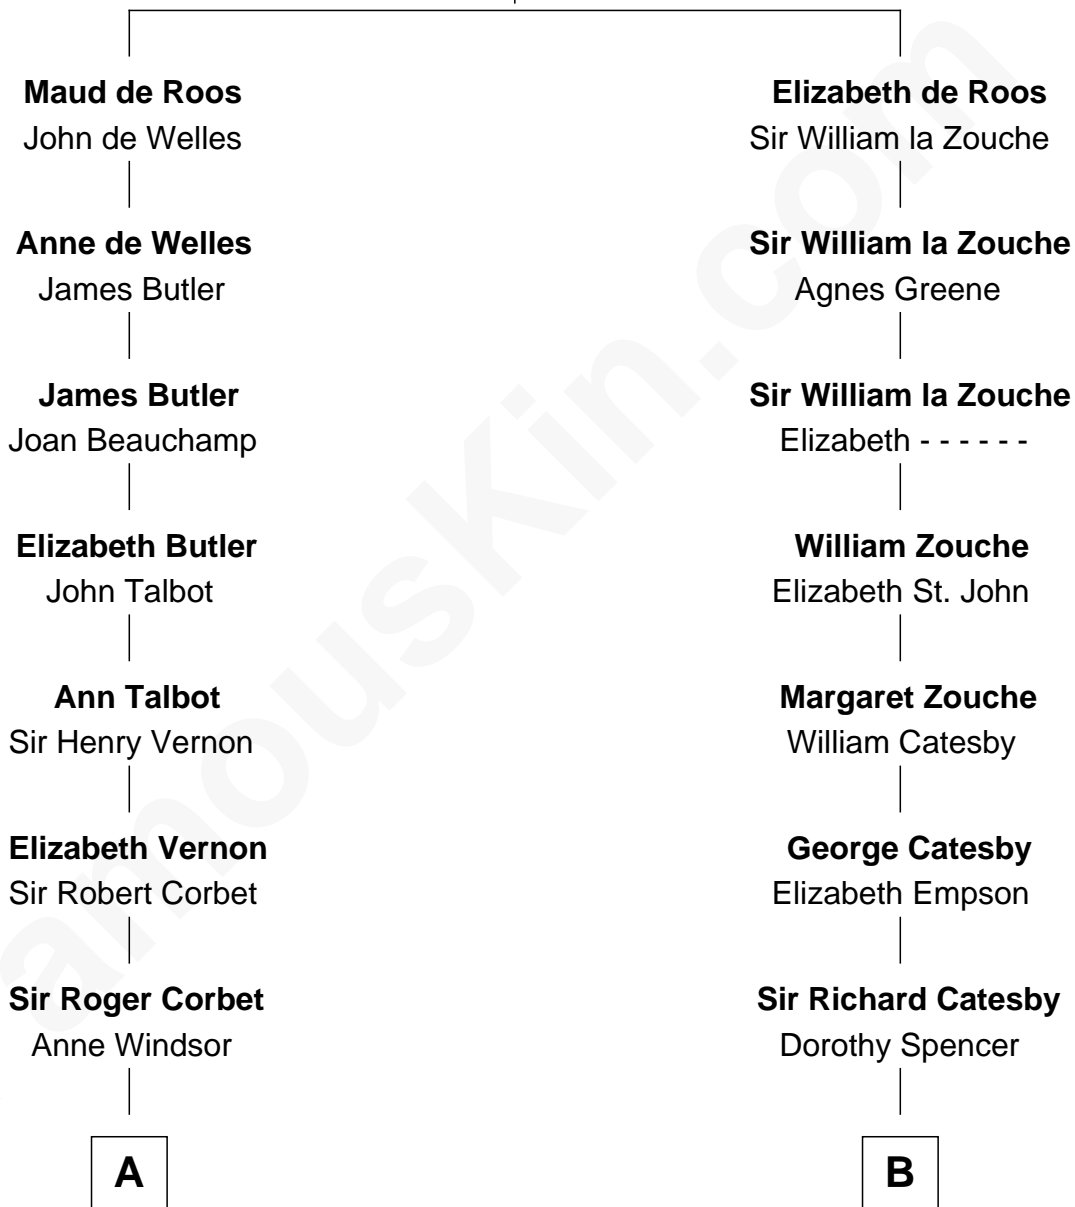 Maud de Roos
John de Welles
Anne de Welles
James Butler
James Butler
Joan Beauchamp
Elizabeth Butler
John Talbot
Ann Talbot
Sir Henry Vernon
Elizabeth Vernon
Sir Robert Corbet
Sir Roger Corbet
Anne Windsor
A
Elizabeth de Roos
Sir William la Zouche
Sir William la Zouche
Agnes Greene
Sir William la Zouche
Elizabeth - - - - - -
William Zouche
Elizabeth St. John
Margaret Zouche
William Catesby
George Catesby
Elizabeth Empson
Sir Richard Catesby
Dorothy Spencer
B
amousKin.com